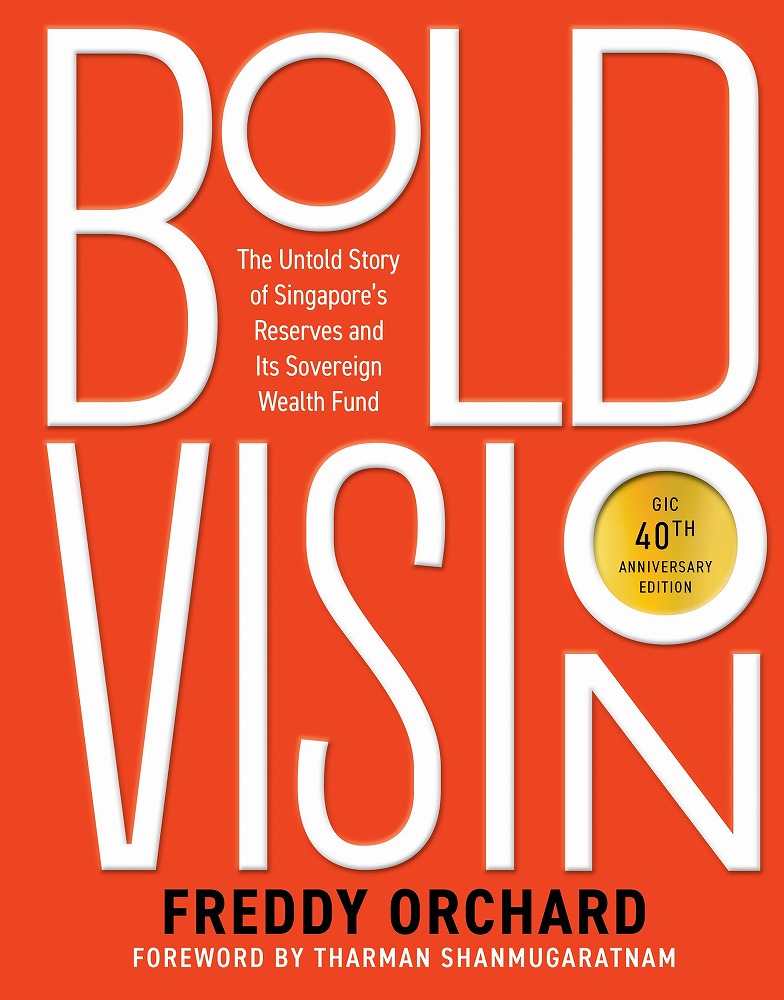 BOLD
The Untold Story
of Singapore's
Reserves and
Its Sovereign
Wealth Fund
VISION
GIC
40TH
ANNIVERSARY
EDITION
FREDDY ORCHARD
FOREWORD BY THARMAN SHANMUGARATNAM